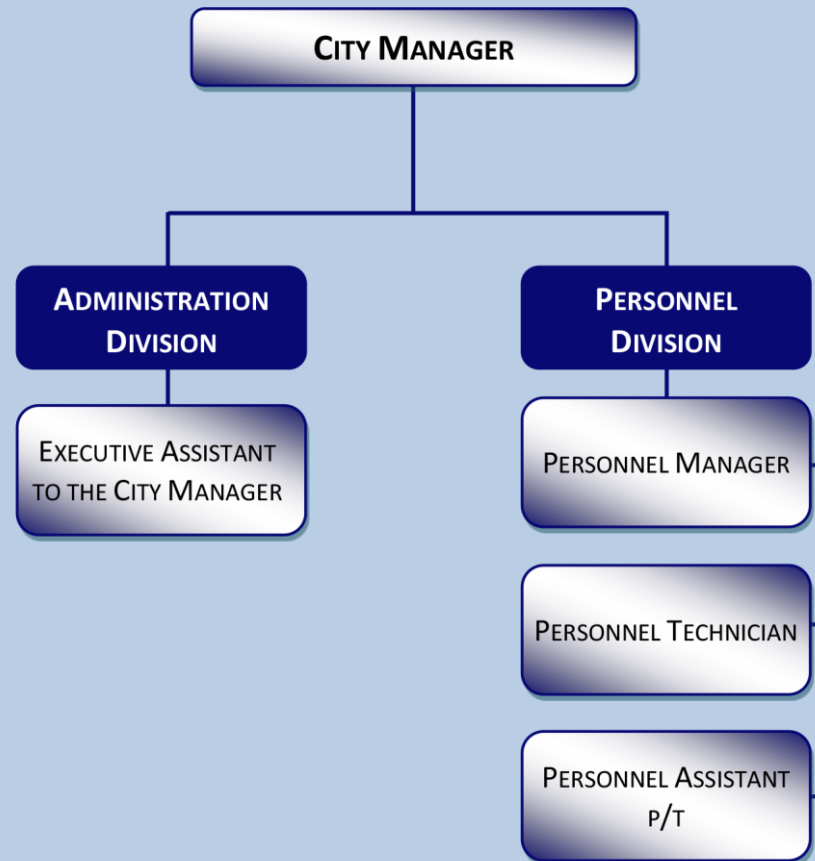 CITY MANAGER
ADMINISTRATION
DIVISION
EXECUTIVE ASSISTANT
TO THE CITY MANAGER
PERSONNEL
DIVISION
PERSONNEL MANAGER
PERSONNEL TECHNICIAN
PERSONNEL ASSISTANT
P/T